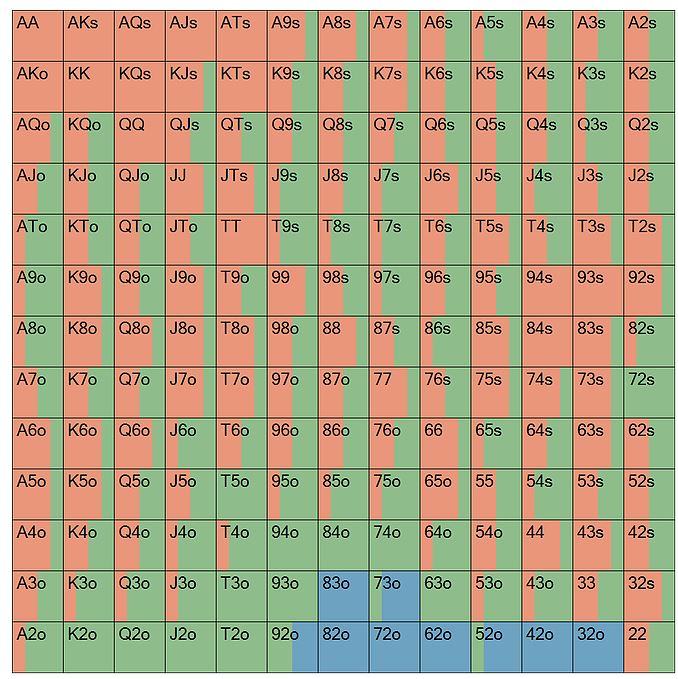 AA AKs AQs AJs ATs A9s A8s A7s A6s A5s A4s A3s A2s
AKo KK KQs KJs KTs K9s K8s K7s K6s K5s K4s K3s K2s
AQo KQo QQ QJs QTs Q9s Q8s Q7s Q6s Q5s Q4s Q3s Q2s
AJo KJo QJo JJ JTs J9s J8s J7s J6s J5s J4s J3s J2s
ATo KTo QTo JTo TT T9s T8s T7s T6s T5s T4s T3s T2s
A9o K9o Q9o J9o T9o 99 98s 97s 96s 95s 94s 93s 92s
A8o K8o Q8o J8o T8o 98o 88 87s 86s 85s 84s 83s 82s
A7o K7o Q7o J7o T7o 97o 87o 77 76s 75s 74s 73s 72s
A6o K6o Q6o J6o T6o 96o 86o 76o 66 65s 64s 63s 62s
A5o K5o Q5o J5o T5o 95o 85o 75o 65o 55 54s 53s 52s
A4o K4o Q4o J4o T4o 94o 84o 74o 64o 54o 44 43s 42s
A3o K3o Q3o J3o T3o 93o 83o 73o 63o 53o 43o 33 32s
A2o K2o Q2o J2o T2o 92o 82o 72o 62o 52o 42o 32o 22